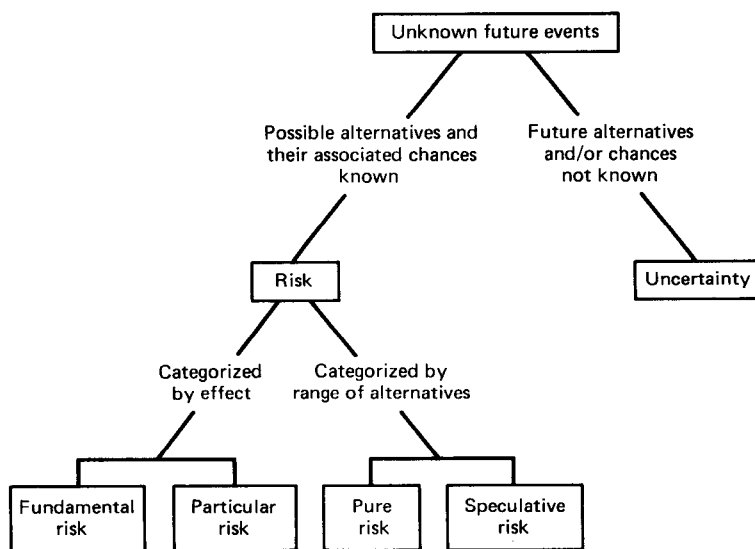 Unknown future events
Possible alternatives and
their associated chances
known
Future alternatives
and/or chances
not known
Risk
Uncertainty
Categorized
by effect
Categorized by
range of alternatives
Fundamental
risk
Particular
risk
Pure
risk
Speculative
risk